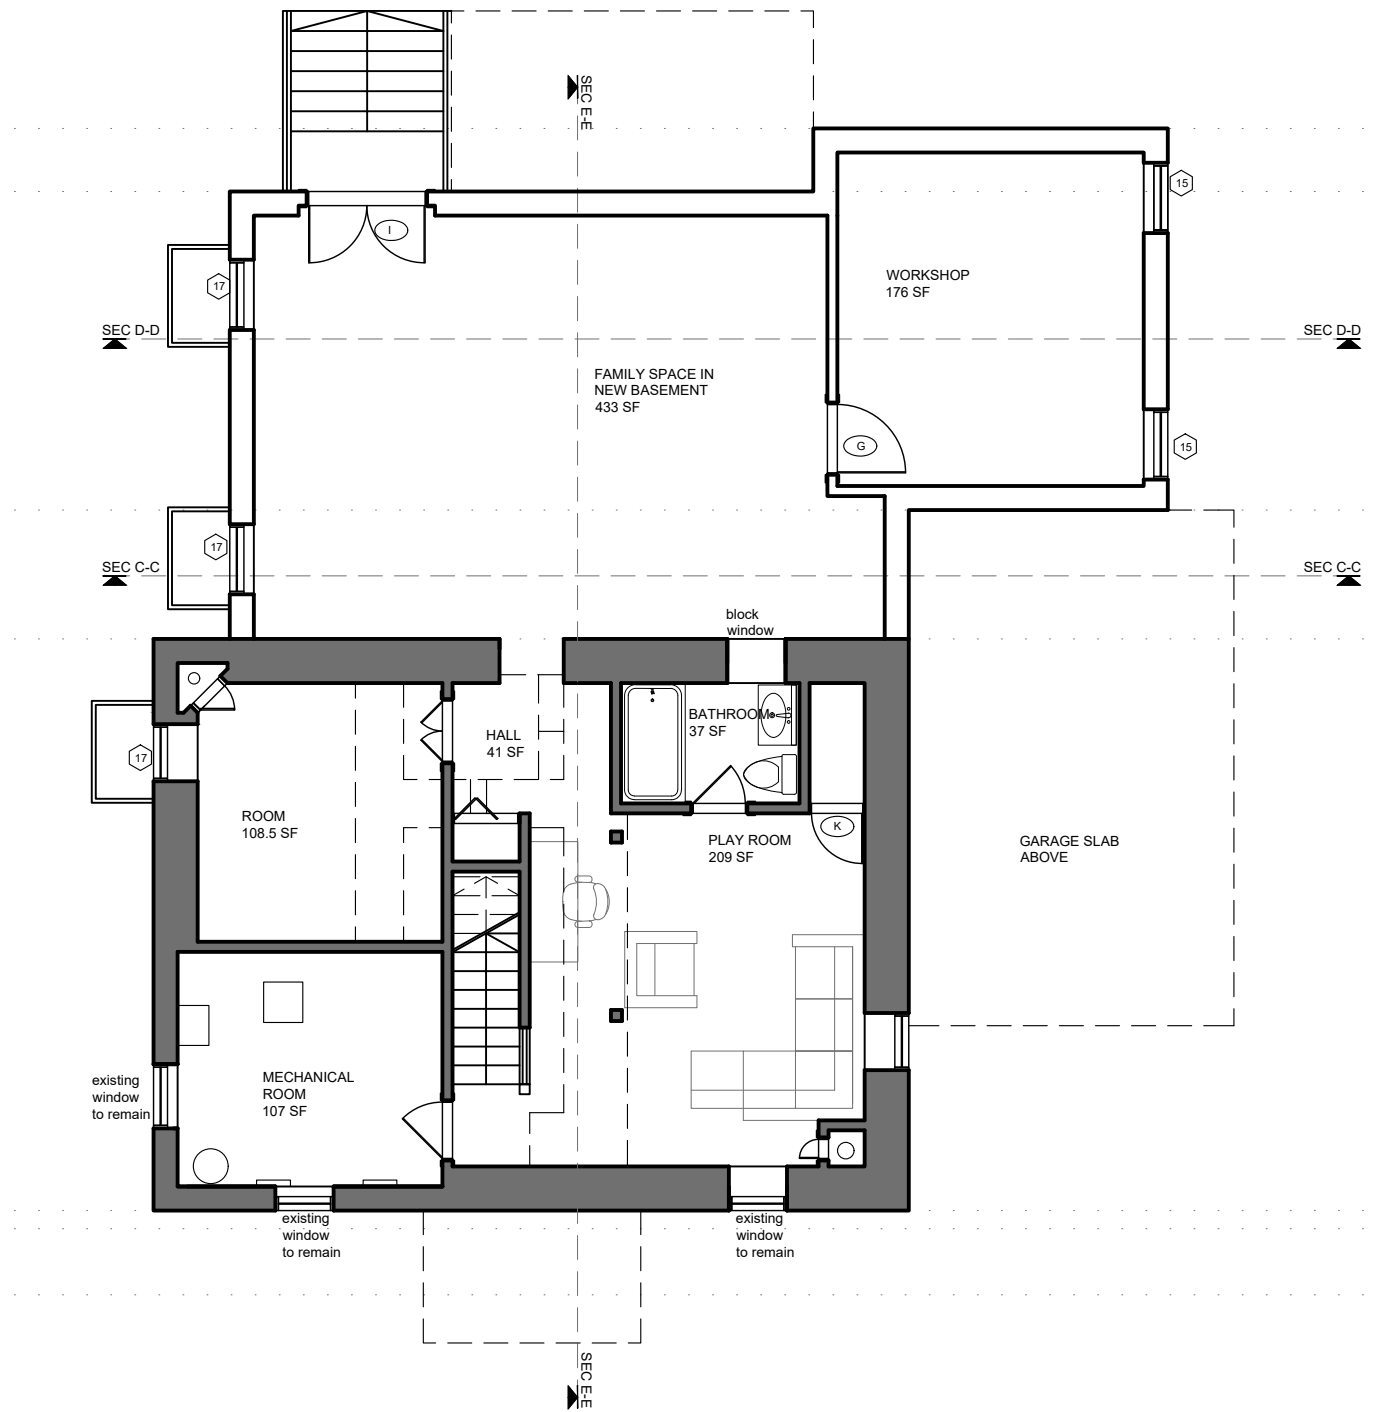 SEC E-E
15
I
WORKSHOP
176 SF
17
SEC D-D
SEC D-D
FAMILY SPACE IN
NEW BASEMENT
433 SF
G
15
17
SEC C-C
SEC C-C
block
window
BATHROOM
37 SF
HALL
41 SF
17
ROOM
108.5 SF
K
PLAY ROOM
209 SF
GARAGE SLAB
ABOVE
MECHANICAL
ROOM
107 SF
existing
window
to remain
existing
window
to remain
existing
window
to remain
SEC E-E